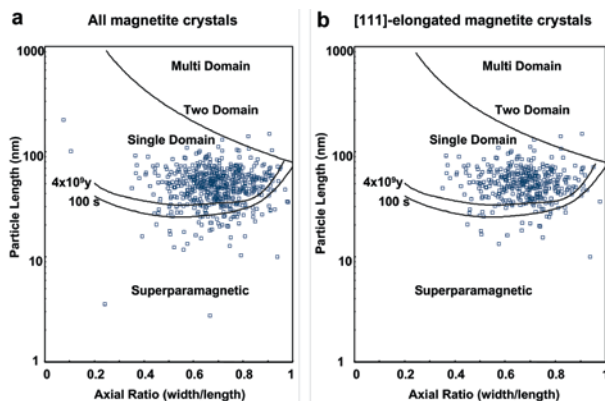 a All magnetite crystals
1000
Multi Domain
Two Domain
Single Domain
100
4x10⁹y
100 s
10
Superparamagnetic
1
0 0.2 0.4 0.6 0.8 1
Particle Length (nm)
Axial Ratio (width/length)
b [111]-elongated magnetite crystals
1000
Multi Domain
Two Domain
Single Domain
100
4x10⁹y
100 s
10
Superparamagnetic
1
0 0.2 0.4 0.6 0.8 1
Particle Length (nm)
Axial Ratio (width/length)